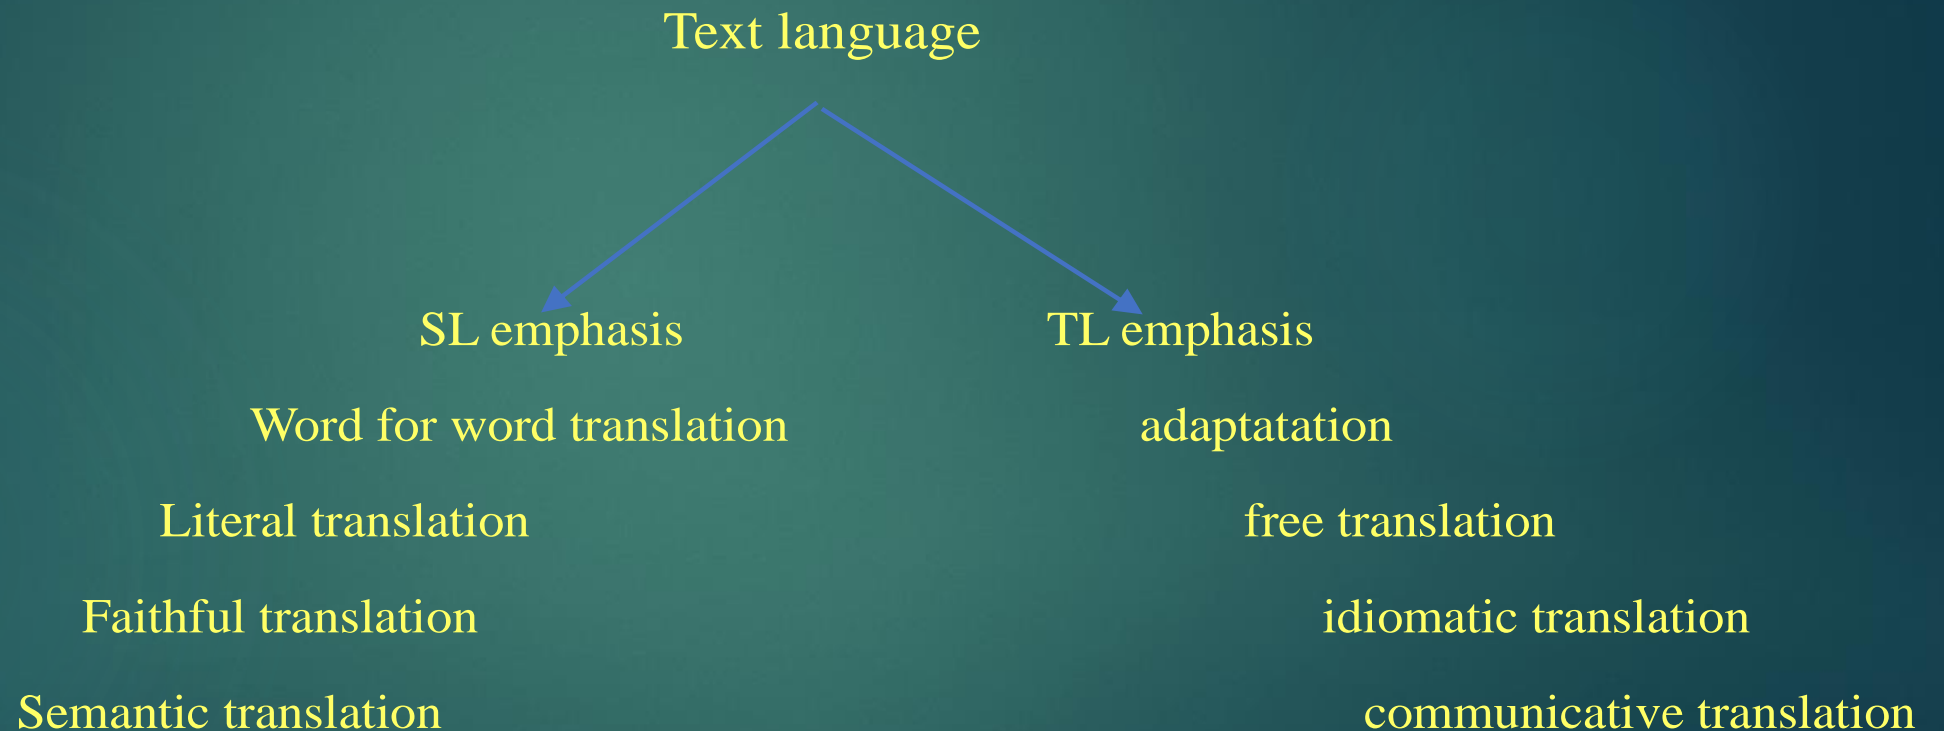 Text language
SL emphasis TL emphasis
Word for word translation adaptatation
Literal translation free translation
Faithful translation idiomatic translation
Semantic translation communicative translation